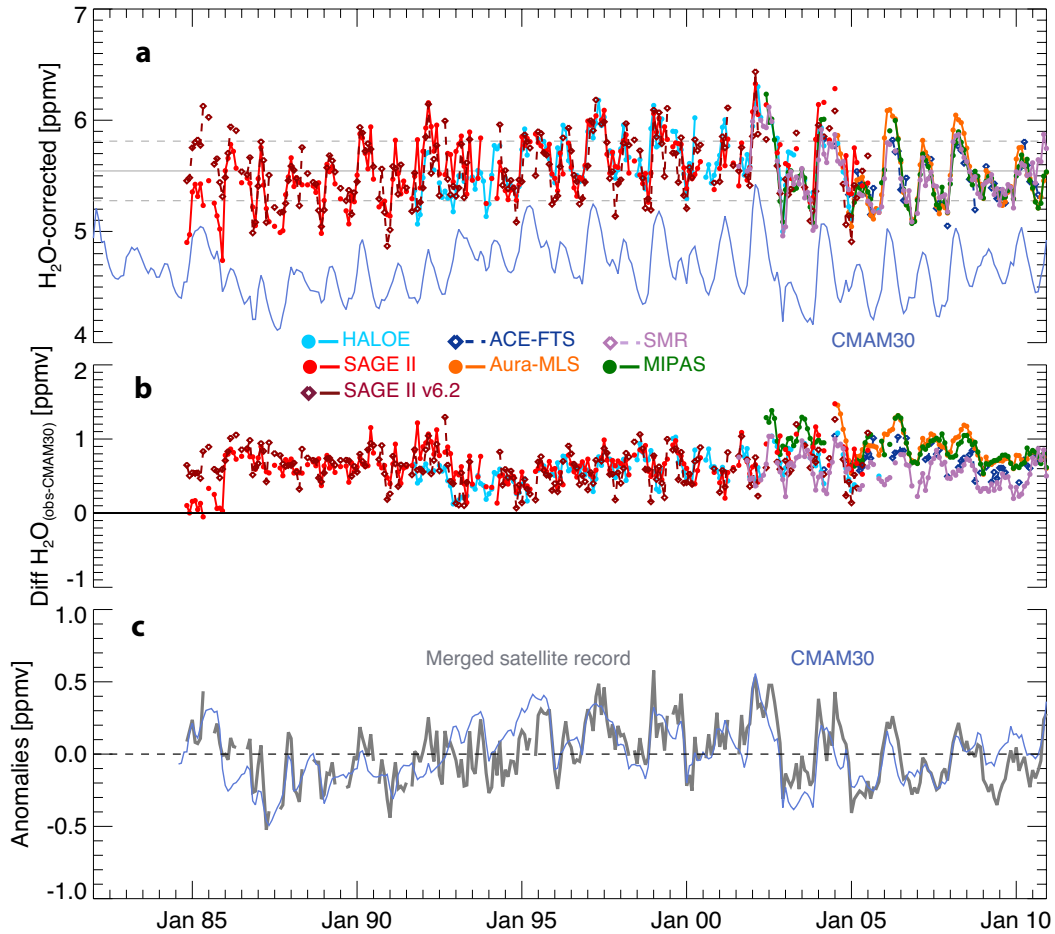 a
H₂O-corrected [ppmv]
7
6
5
4
HALOE
ACE-FTS
SMR
CMAM30
SAGE II
Aura-MLS
MIPAS
SAGE II v6.2
b
Diff H₂O(obs-CMAM30) [ppmv]
2
1
0
-1
c
Anomalies [ppmv]
1.0
0.5
0.0
-0.5
-1.0
Merged satellite record
CMAM30
Jan 85 Jan 90 Jan 95 Jan 00 Jan 05 Jan 10